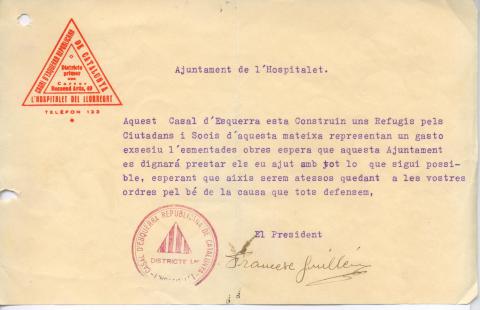 CASAL D'ESQUERRA REPUBLICANA
DE CATALUNYA
Districte
primer
Carrer
Rossend Arús, 49
L'HOSPITALET DEL LLOBREGAT
TELÈFON 123
Ajuntament de l'Hospitalet.
Aquest Casal d'Esquerra esta Construin uns Refugis pels
Ciutadans i Socis d'aquesta mateixa representan un gasto
exsesiu l'esmentades obres espera que aquesta Ajuntament
es dignará prestar els eu ajut amb tot lo que sigui possi-
ble, esperant que aixis serem atessos quedant a les vostres
ordres pel bé de la causa que tots defensem,
El President
CASAL D'ESQUERRA REPUBLICANA DE CATALUNYA
DISTRICTE
Francesc Guillén